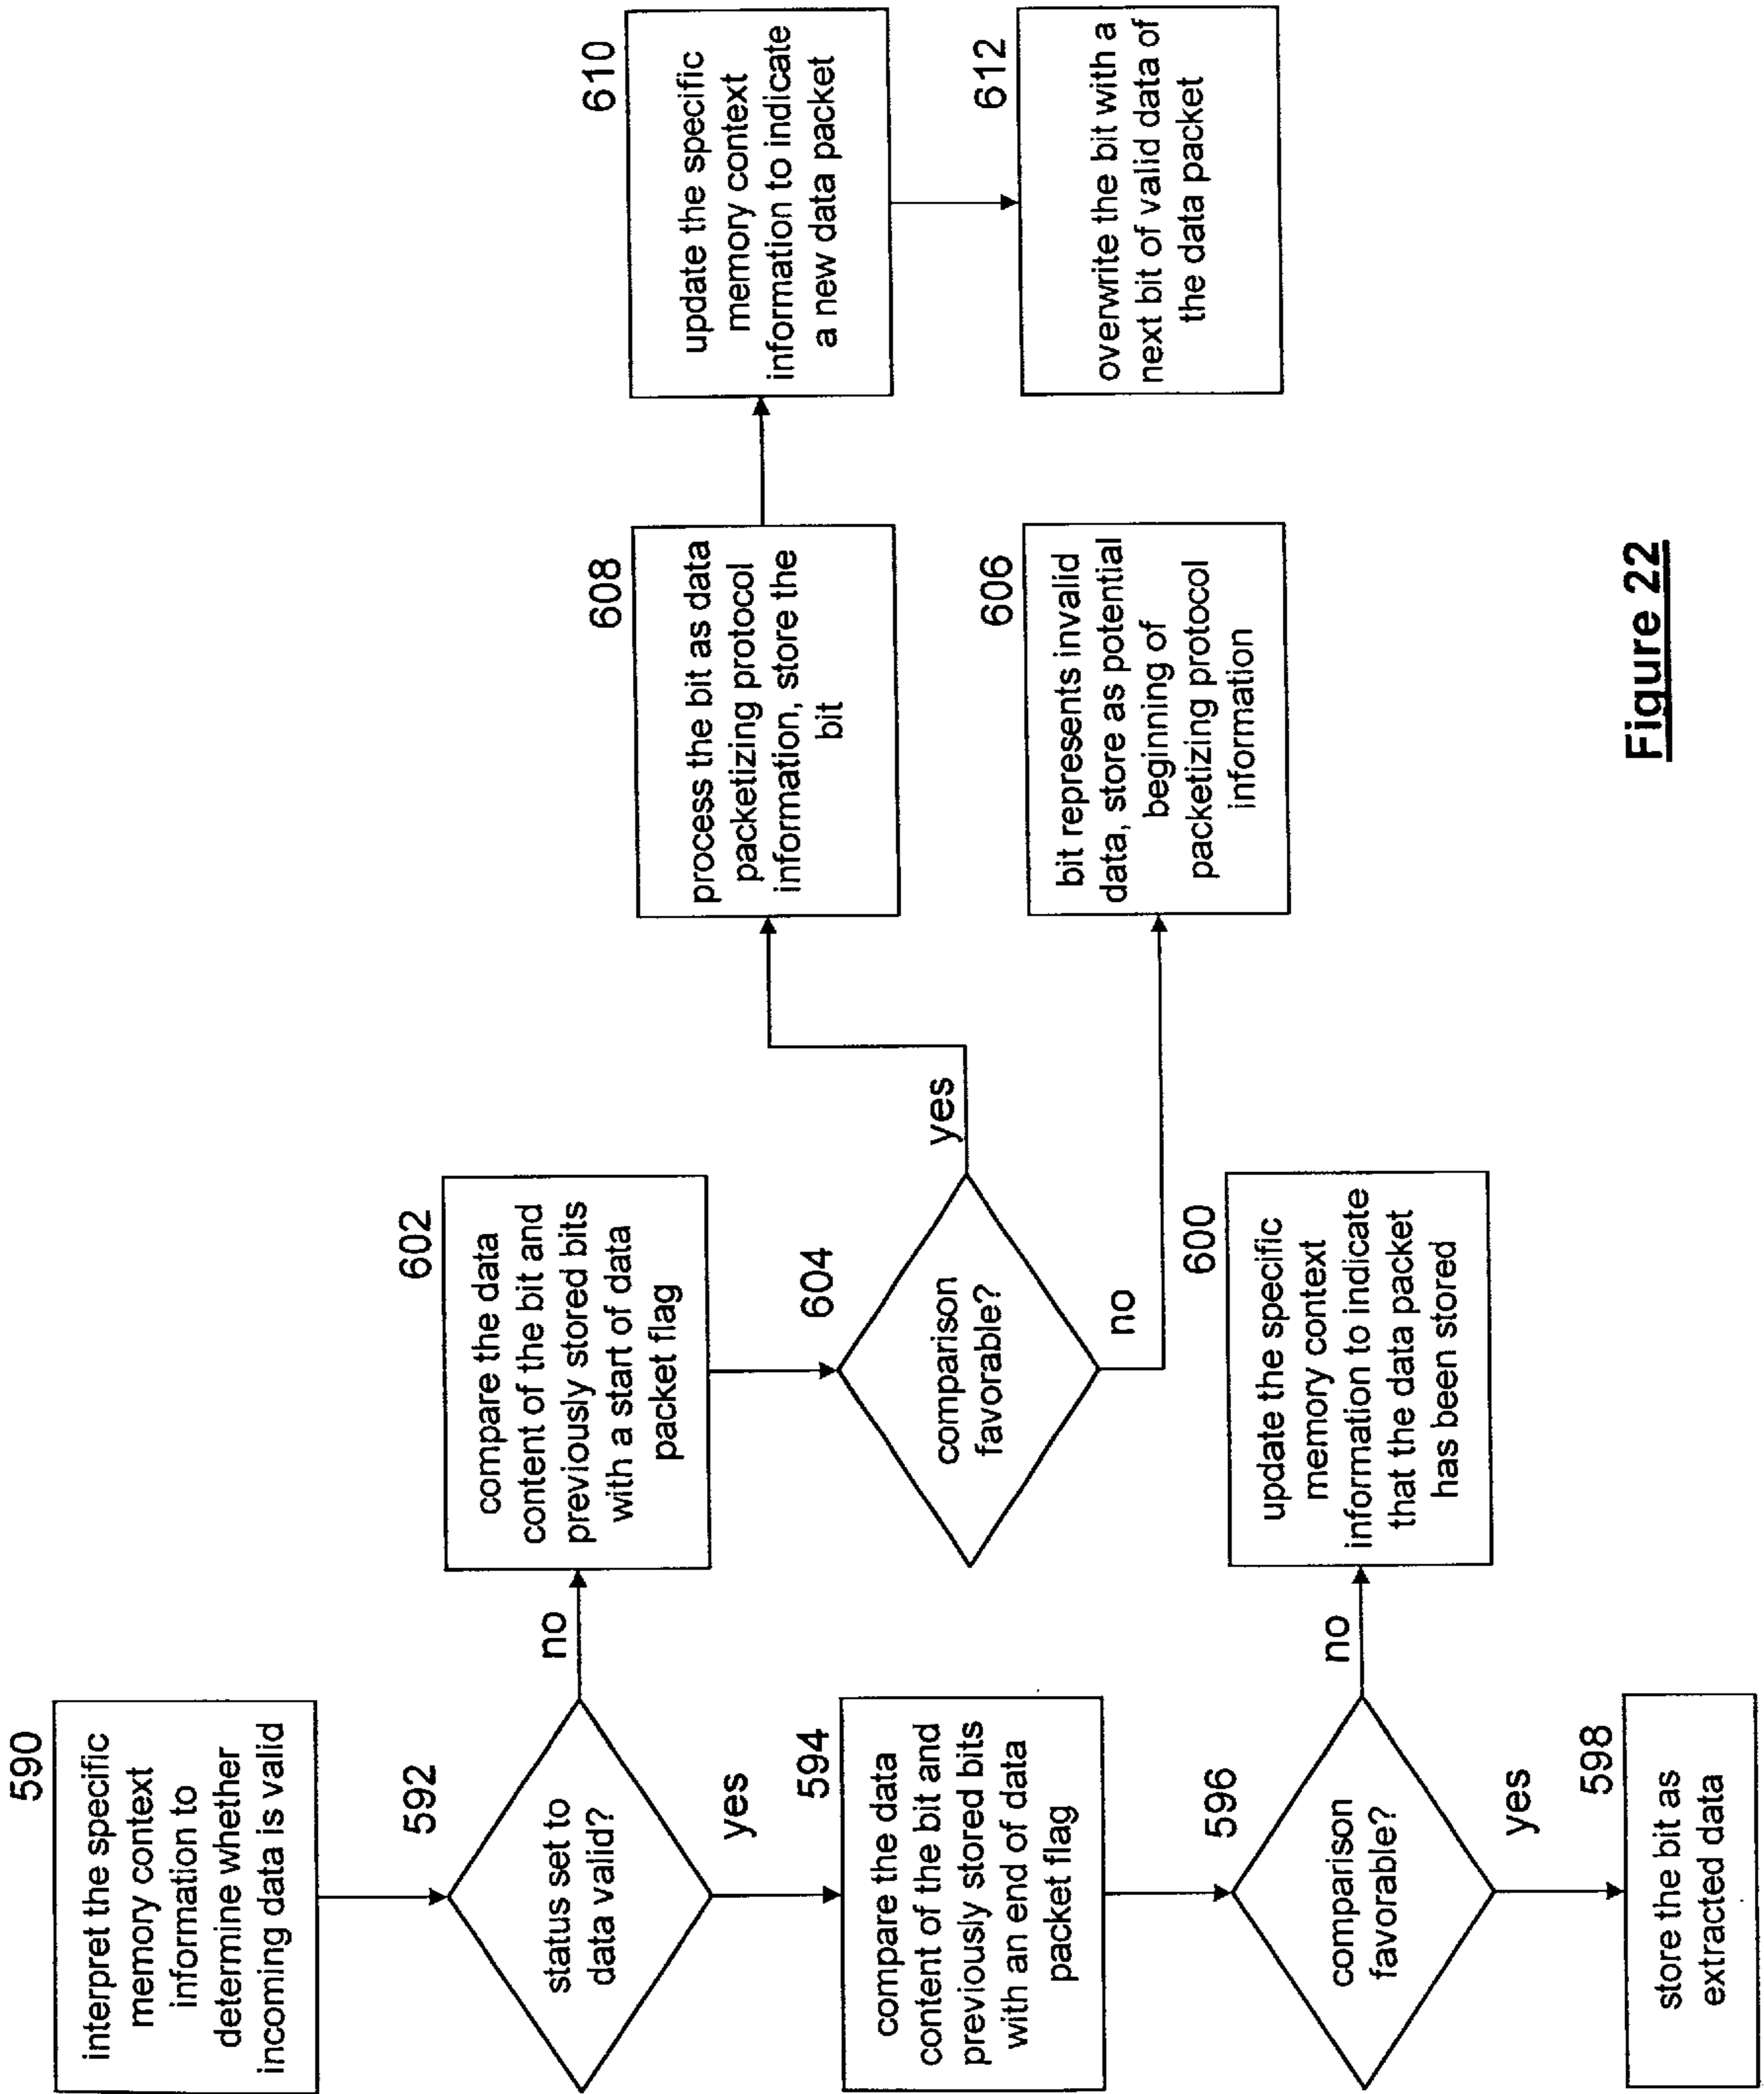 590
interpret the specific
memory context
information to
determine whether
incoming data is valid
592
status set to
data valid?
no
yes
594
compare the data
content of the bit and
previously stored bits
with an end of data
packet flag
596
comparison
favorable?
no
yes
598
store the bit as
extracted data
600
update the specific
memory context
information to indicate
that the data packet
has been stored
602
compare the data
content of the bit and
previously stored bits
with a start of data
packet flag
604
comparison
favorable?
yes
no
606
bit represents invalid
data, store as potential
beginning of
packetizing protocol
information
608
process the bit as data
packetizing protocol
information, store the
bit
610
update the specific
memory context
information to indicate
a new data packet
612
overwrite the bit with a
next bit of valid data of
the data packet
Figure 22